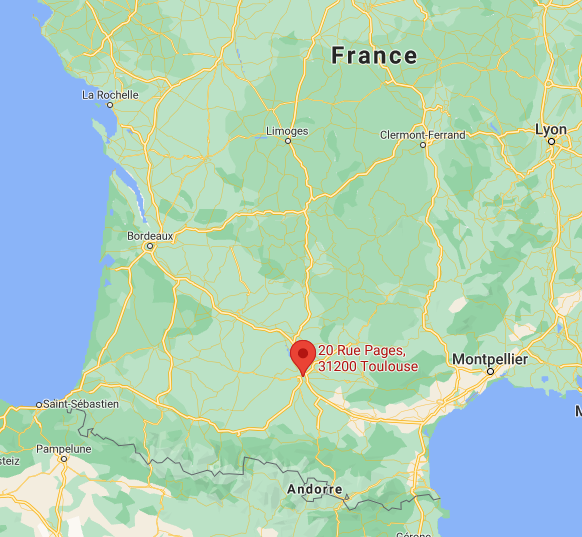 France
La Rochelle
Limoges
Clermont-Ferrand
Lyon
Bordeaux
20 Rue Pages,
31200 Toulouse
Montpellier
Saint-Sébastien
Pampelune
steiz
Andorre